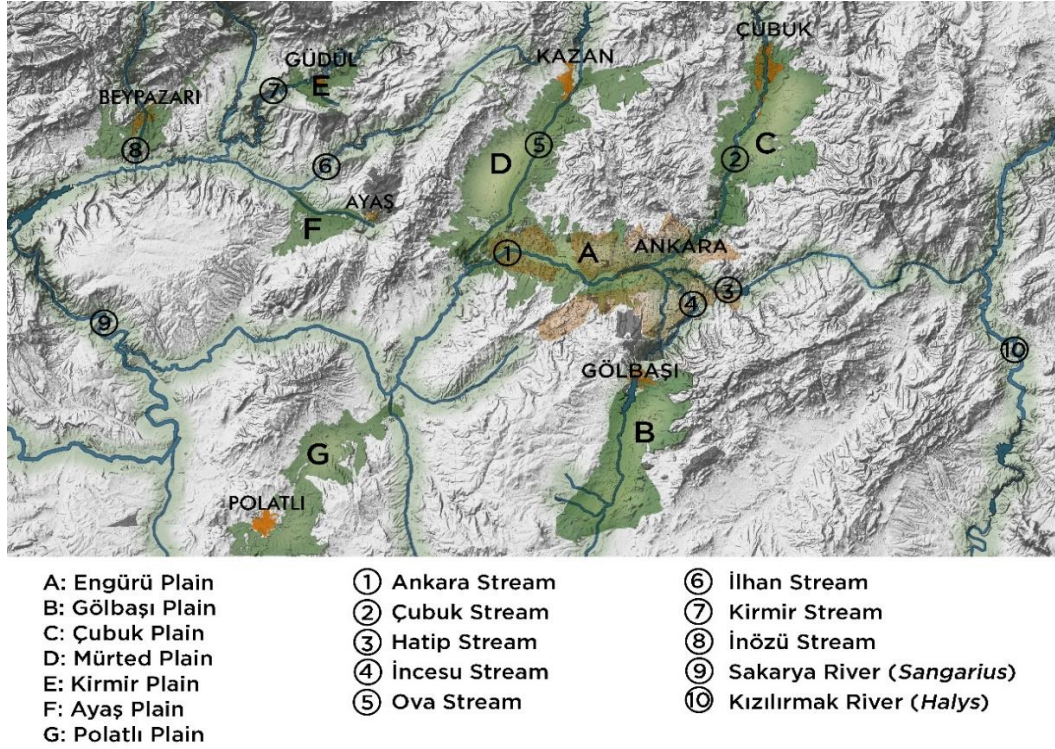 KAZAN
ÇUBUK
GÜDÜL
7
E
BEYPAZARI
8
6
5
D
2
C
AYAŞ
F
1
A
ANKARA
4
3
9
10
GÖLBAŞI
B
G
POLATLI
A: Engürü Plain
B: Gölbaşı Plain
C: Çubuk Plain
D: Mürted Plain
E: Kirmir Plain
F: Ayaş Plain
G: Polatlı Plain
1 Ankara Stream
2 Çubuk Stream
3 Hatip Stream
4 İncesu Stream
5 Ova Stream
6 İlhan Stream
7 Kirmir Stream
8 İnözü Stream
9 Sakarya River (Sangarius)
10 Kızılırmak River (Halys)